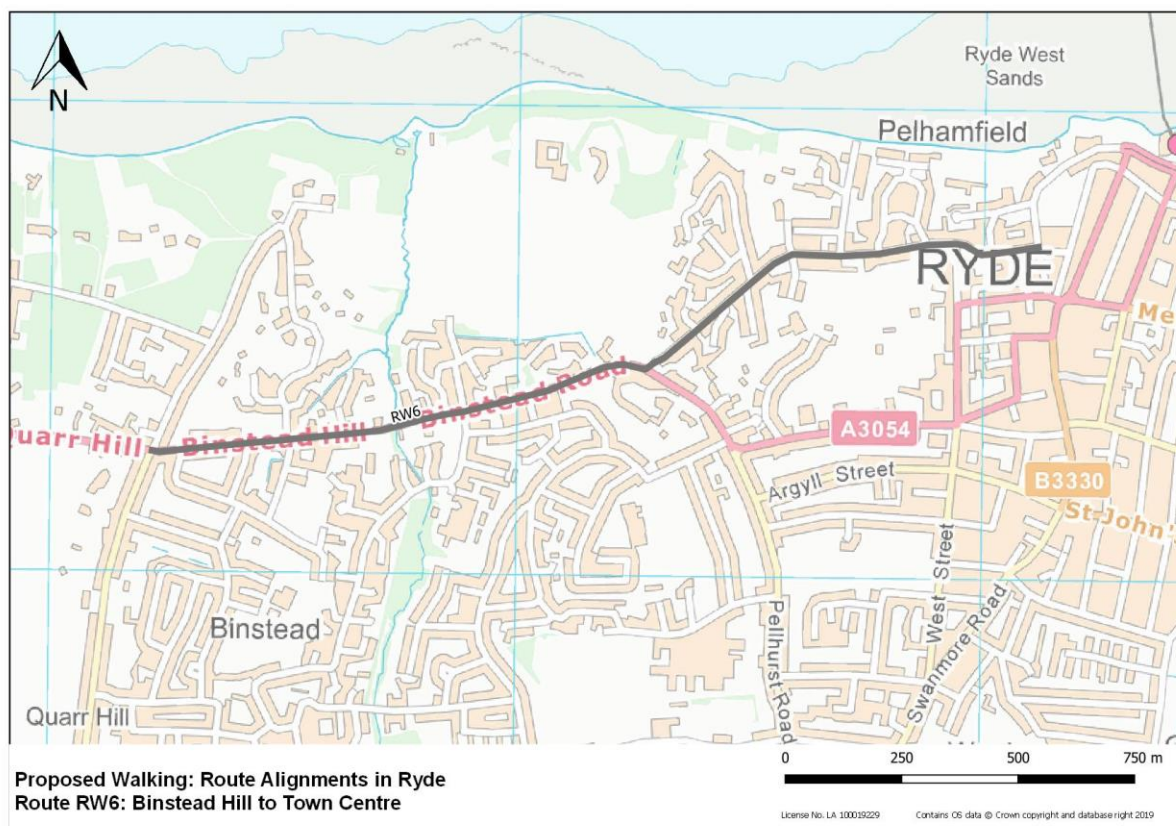 N
Ryde West
Sands
Pelhamfield
RYDE
Me
Binstead Road
RW6
Binstead Hill
Quarr Hill
A3054
Argyll Street
B3330
St John
West Street
Binstead
Pellhurst Road
Swanmore Road
Quarr Hill
Proposed Walking: Route Alignments in Ryde
Route RW6: Binstead Hill to Town Centre
0 250 500 750 m
License No. LA 100019229 Contains OS data © Crown copyright and database right 2019